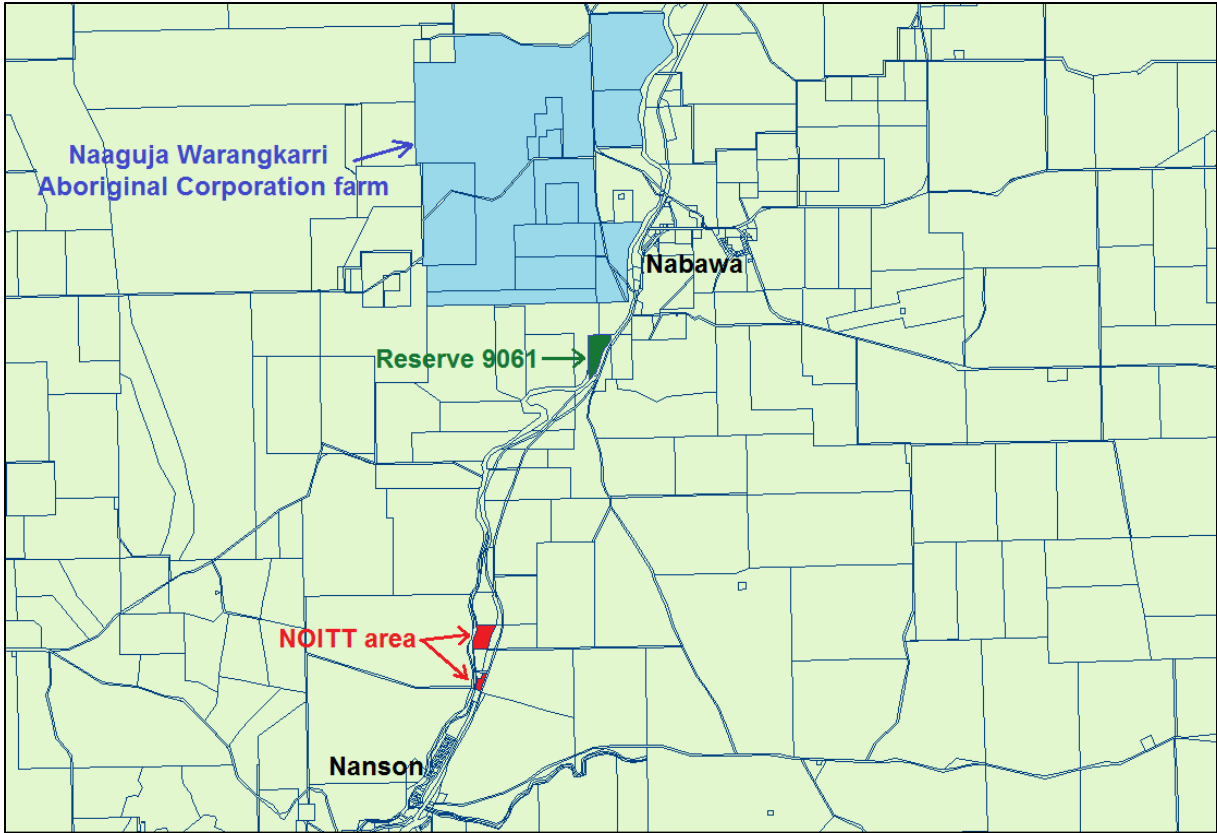 Naaguja Warangkarri
Aboriginal Corporation farm
Nabawa
Reserve 9061
NOITT area
Nanson